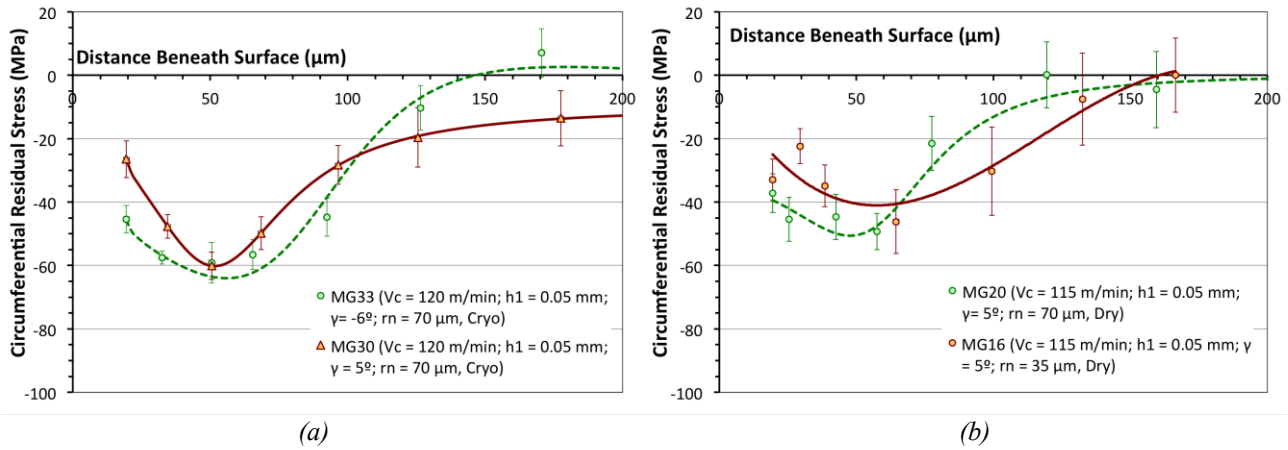 Circumferential Residual Stress (MPa)
20
0
-20
-40
-60
-80
-100
Distance Beneath Surface (μm)
0
50
100
150
200
MG33 (Vc = 120 m/min; h1 = 0.05 mm;
γ= -6º; rn = 70 μm, Cryo)
MG30 (Vc = 120 m/min; h1 = 0.05 mm;
γ = 5º; rn = 70 μm, Cryo)
(a)
Circumferential Residual Stress (MPa)
20
0
-20
-40
-60
-80
-100
Distance Beneath Surface (μm)
0
50
100
150
200
MG20 (Vc = 115 m/min; h1 = 0.05 mm;
γ= 5º; rn = 70 μm, Dry)
MG16 (Vc = 115 m/min; h1 = 0.05 mm; γ
= 5º; rn = 35 μm, Dry)
(b)